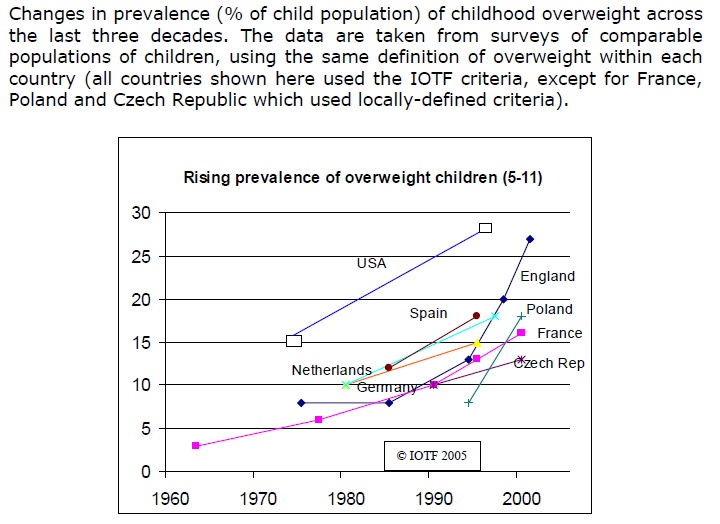 Changes in prevalence (% of child population) of childhood overweight across
the last three decades. The data are taken from surveys of comparable
populations of children, using the same definition of overweight within each
country (all countries shown here used the IOTF criteria, except for France,
Poland and Czech Republic which used locally-defined criteria).
Rising prevalence of overweight children (5-11)
30
25
20
15
10
5
0
USA
England
Spain
Poland
France
Netherlands
Czech Rep
Germany
© IOTF 2005
1960 1970 1980 1990 2000